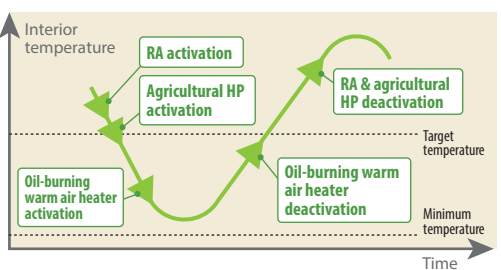 Interior
temperature
RA activation
Agricultural HP
activation
RA & agricultural
HP deactivation
Target
temperature
Oil-burning
warm air heater
activation
Oil-burning warm
air heater
deactivation
Minimum
temperature
Time